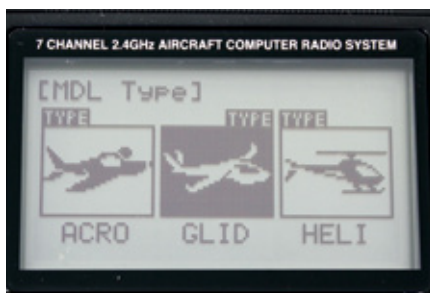 7 CHANNEL 2.4GHz AIRCRAFT COMPUTER RADIO SYSTEM
[MDL Type]
TYPE TYPE TYPE
ACRO GLID HELI